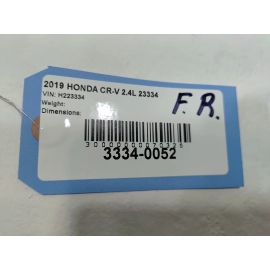 2019 HONDA CR-V 2.4L 23334
VIN: H223334
Weight:
Dimensions:
F.R.
3334-0052